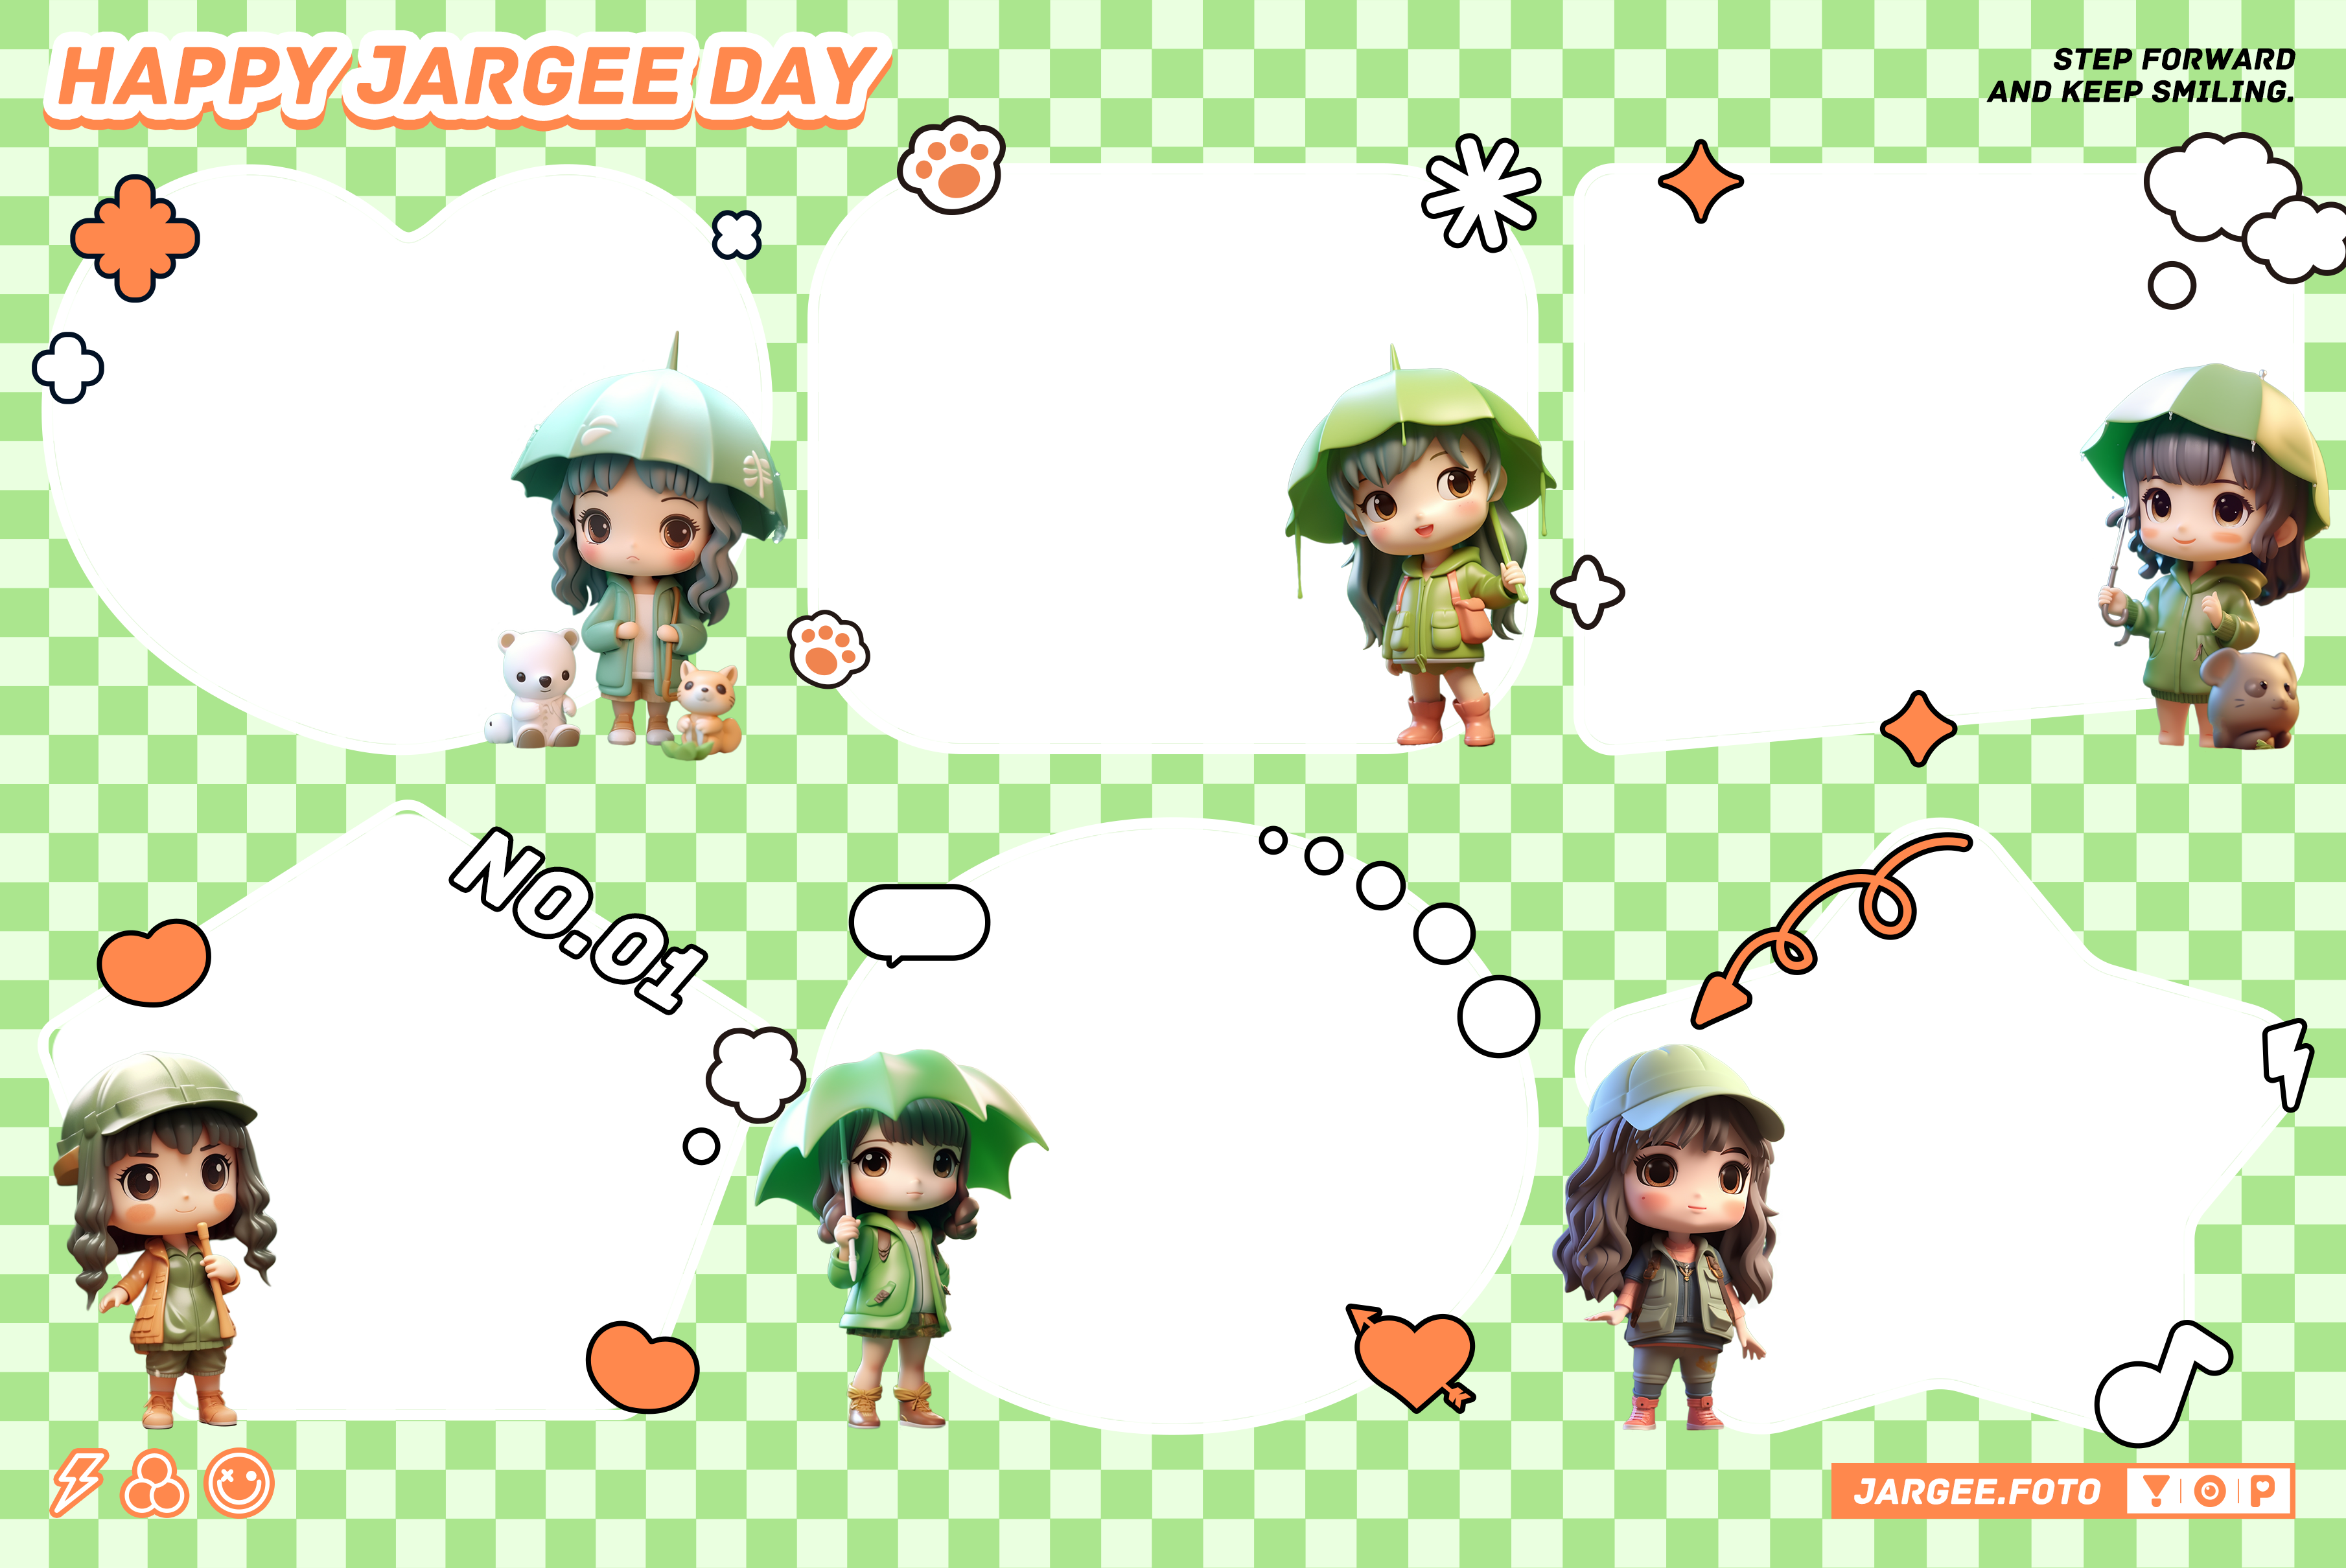 HAPPY JARGEE DAY
STEP FORWARD
AND KEEP SMILING.
NO.01
JARGEE.FOTO